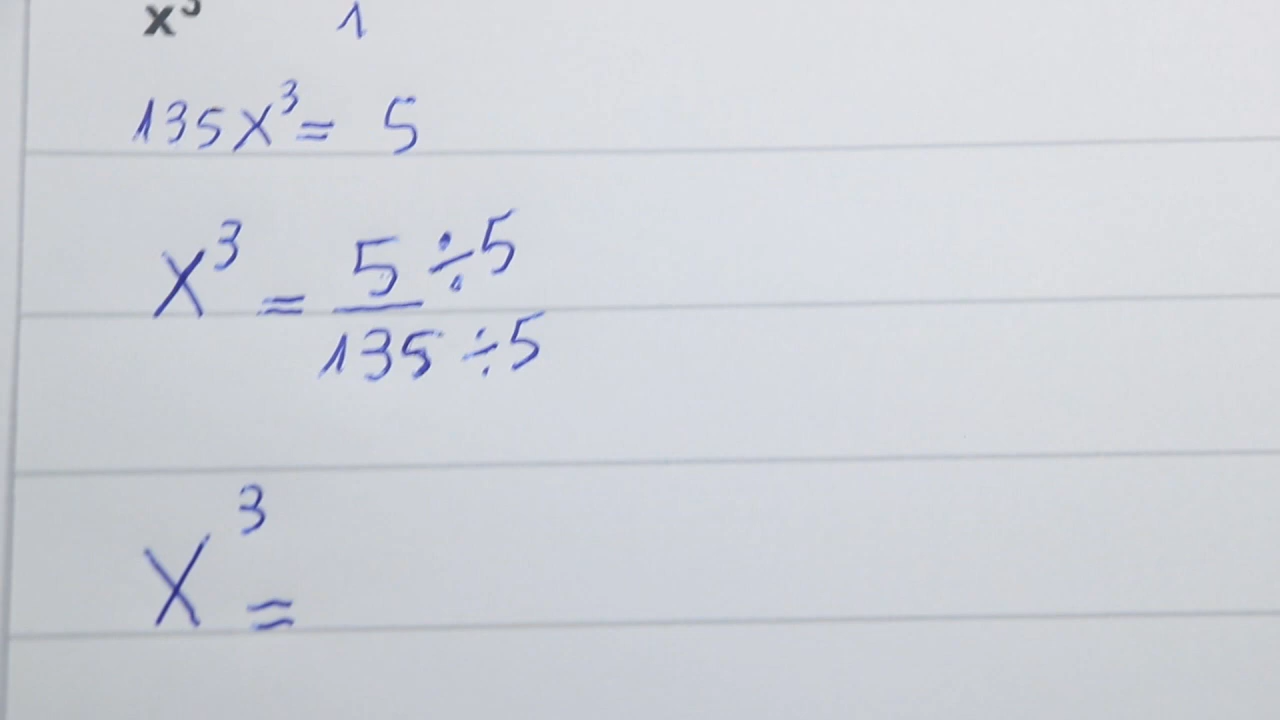 x³ 1
135x³ = 5
x³ = 5 ÷5
135 ÷5
x³ =